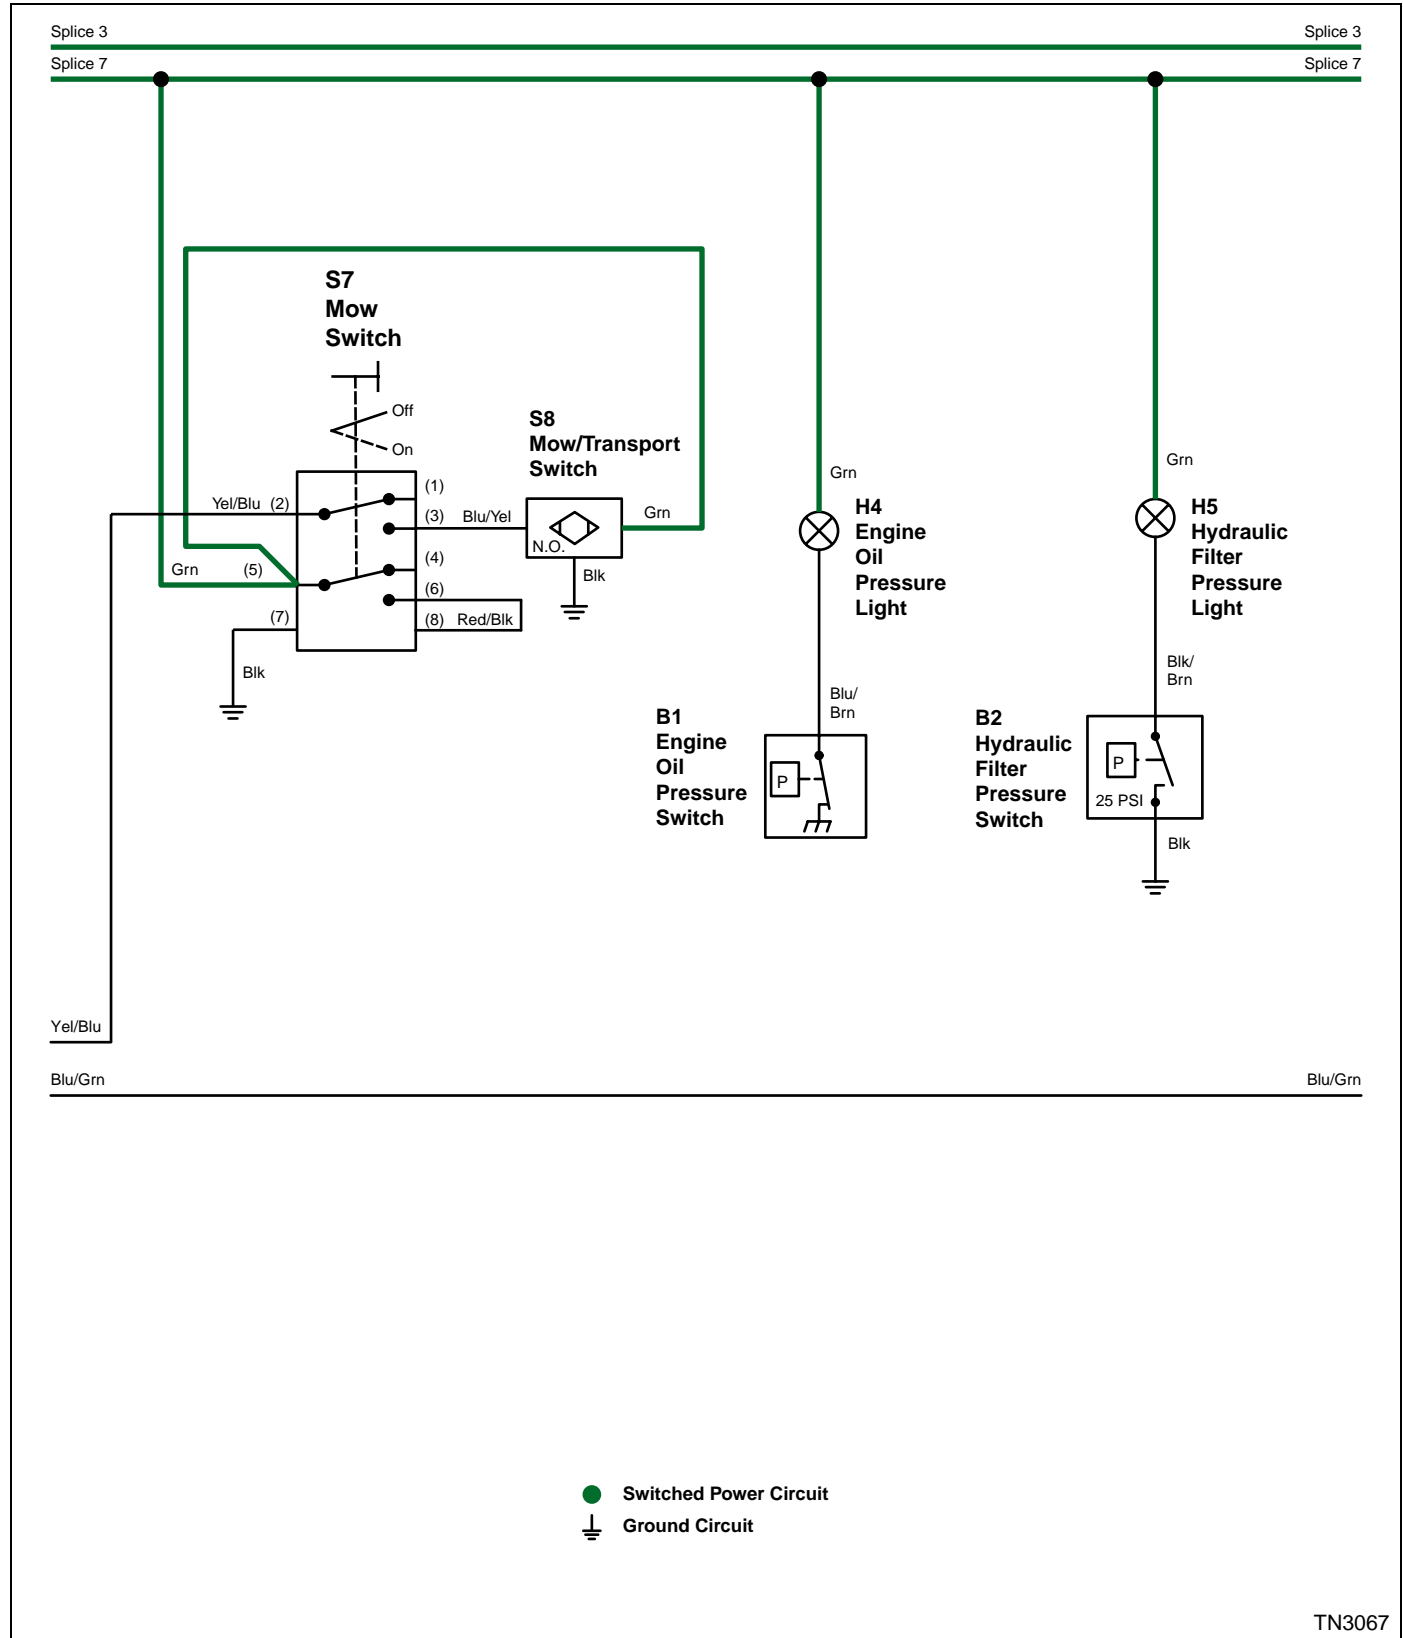 Splice 3 Splice 3
Splice 7 Splice 7
S7
Mow
Switch
Off
On
S8
Mow/Transport
Switch
Yel/Blu (2)
(1)
(3) Blu/Yel
N.O.
Grn
Blk
Grn (5)
(4)
(6)
(7)
(8) Red/Blk
Blk
Grn
H4
Engine
Oil
Pressure
Light
Grn
H5
Hydraulic
Filter
Pressure
Light
Blu/
Brn
B1
Engine
Oil
Pressure
Switch
P
Blk/
Brn
B2
Hydraulic
Filter
Pressure
Switch
P
25 PSI
Blk
Yel/Blu
Blu/Grn Blu/Grn
Switched Power Circuit
Ground Circuit
TN3067